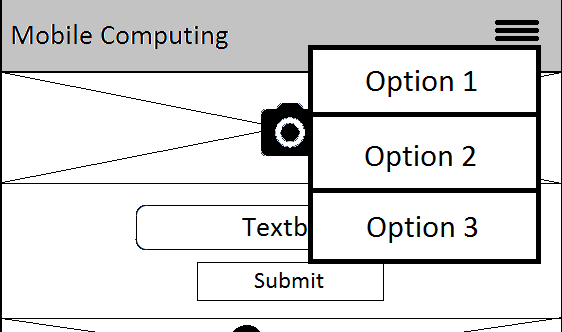 Mobile Computing
Option 1
Option 2
Textb
Option 3
Submit